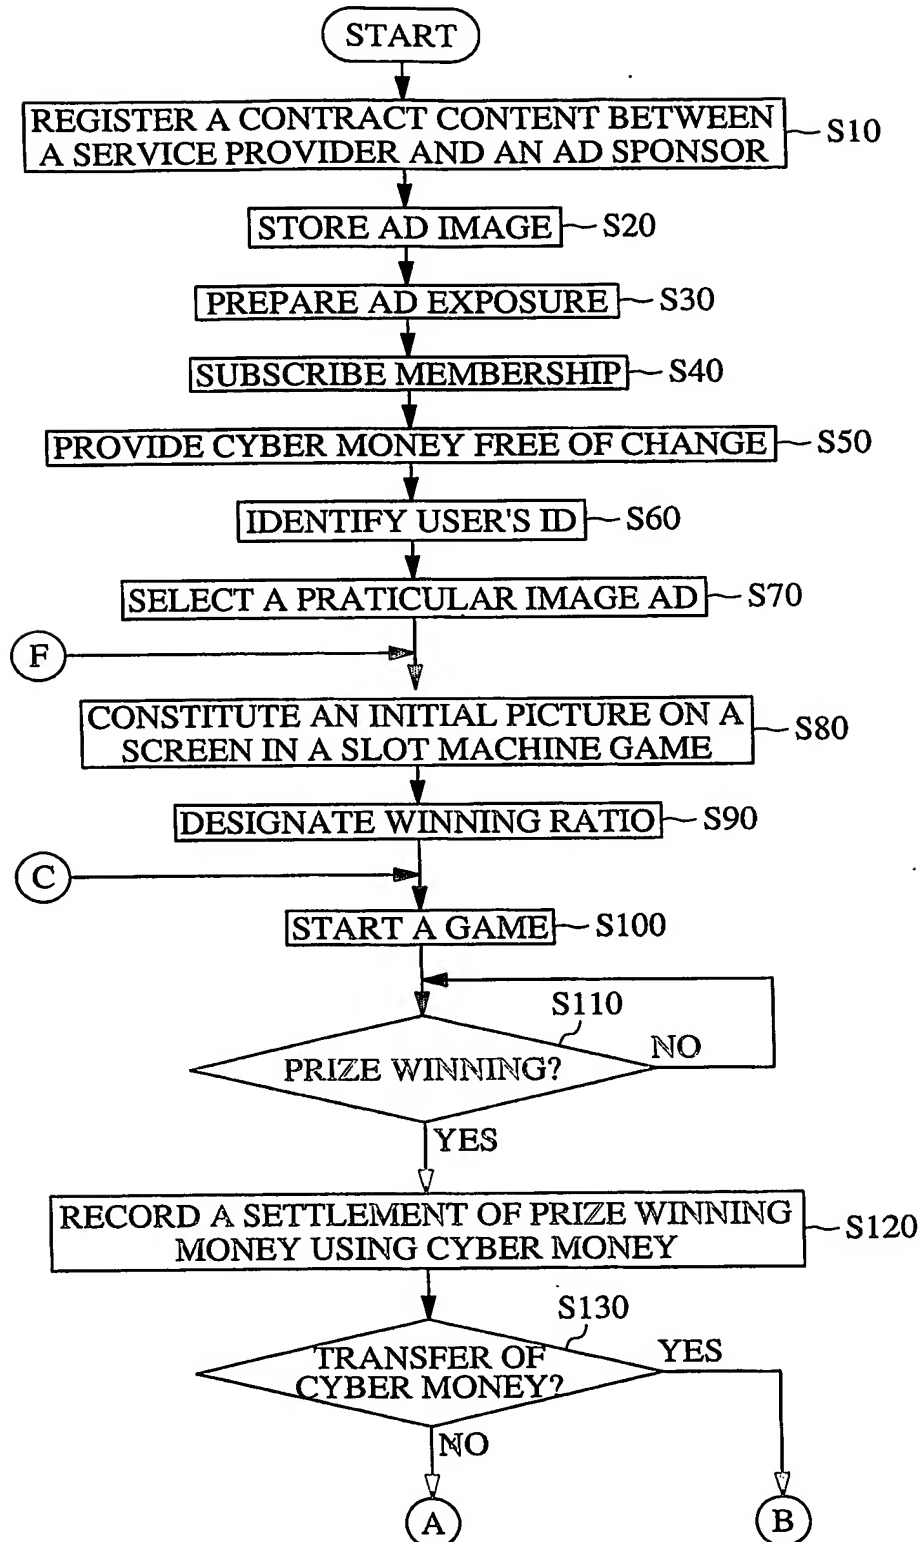 START
REGISTER A CONTRACT CONTENT BETWEEN
A SERVICE PROVIDER AND AN AD SPONSOR
S10
STORE AD IMAGE
S20
PREPARE AD EXPOSURE
S30
SUBSCRIBE MEMBERSHIP
S40
PROVIDE CYBER MONEY FREE OF CHANGE
S50
IDENTIFY USER'S ID
S60
SELECT A PRATICULAR IMAGE AD
S70
F
CONSTITUTE AN INITIAL PICTURE ON A
SCREEN IN A SLOT MACHINE GAME
S80
DESIGNATE WINNING RATIO
S90
C
START A GAME
S100
S110
PRIZE WINNING?
NO
YES
RECORD A SETTLEMENT OF PRIZE WINNING
MONEY USING CYBER MONEY
S120
S130
TRANSFER OF
CYBER MONEY?
YES
NO
A
B